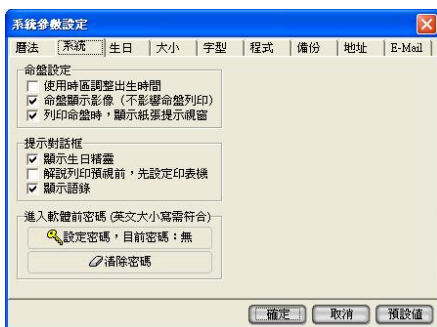 系統參數設定
曆法 系統 生日 大小 字型 程式 備份 地址 E-Mail
命盤設定
使用時區調整出生時間
命盤顯示影像（不影響命盤列印）
列印命盤時，顯示紙張提示視窗
提示對話框
顯示生日精靈
解說列印預視前，先設定印表機
顯示語錄
進入軟體前密碼 (英文大小寫需符合)
設定密碼，目前密碼：無
清除密碼
確定 取消 預設值